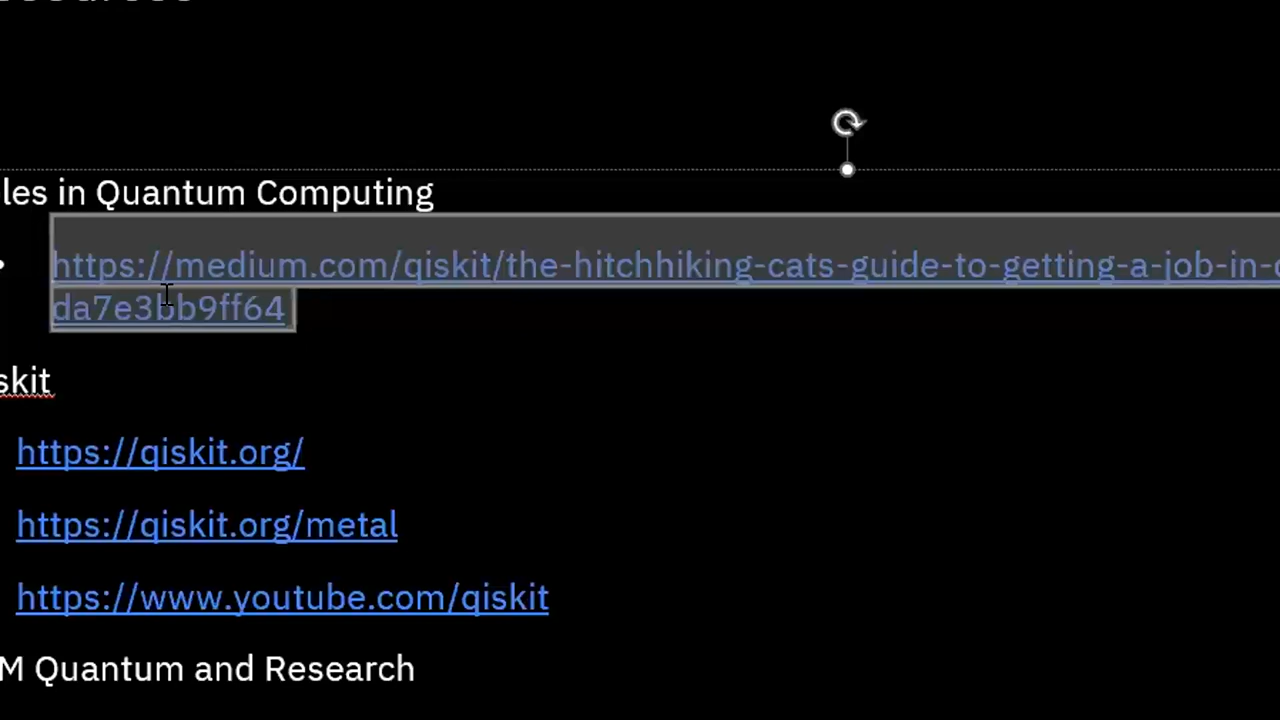 les in Quantum Computing
https://medium.com/qiskit/the-hitchhiking-cats-guide-to-getting-a-job-in-
da7e3bb9ff64
skit
https://qiskit.org/
https://qiskit.org/metal
https://www.youtube.com/qiskit
M Quantum and Research